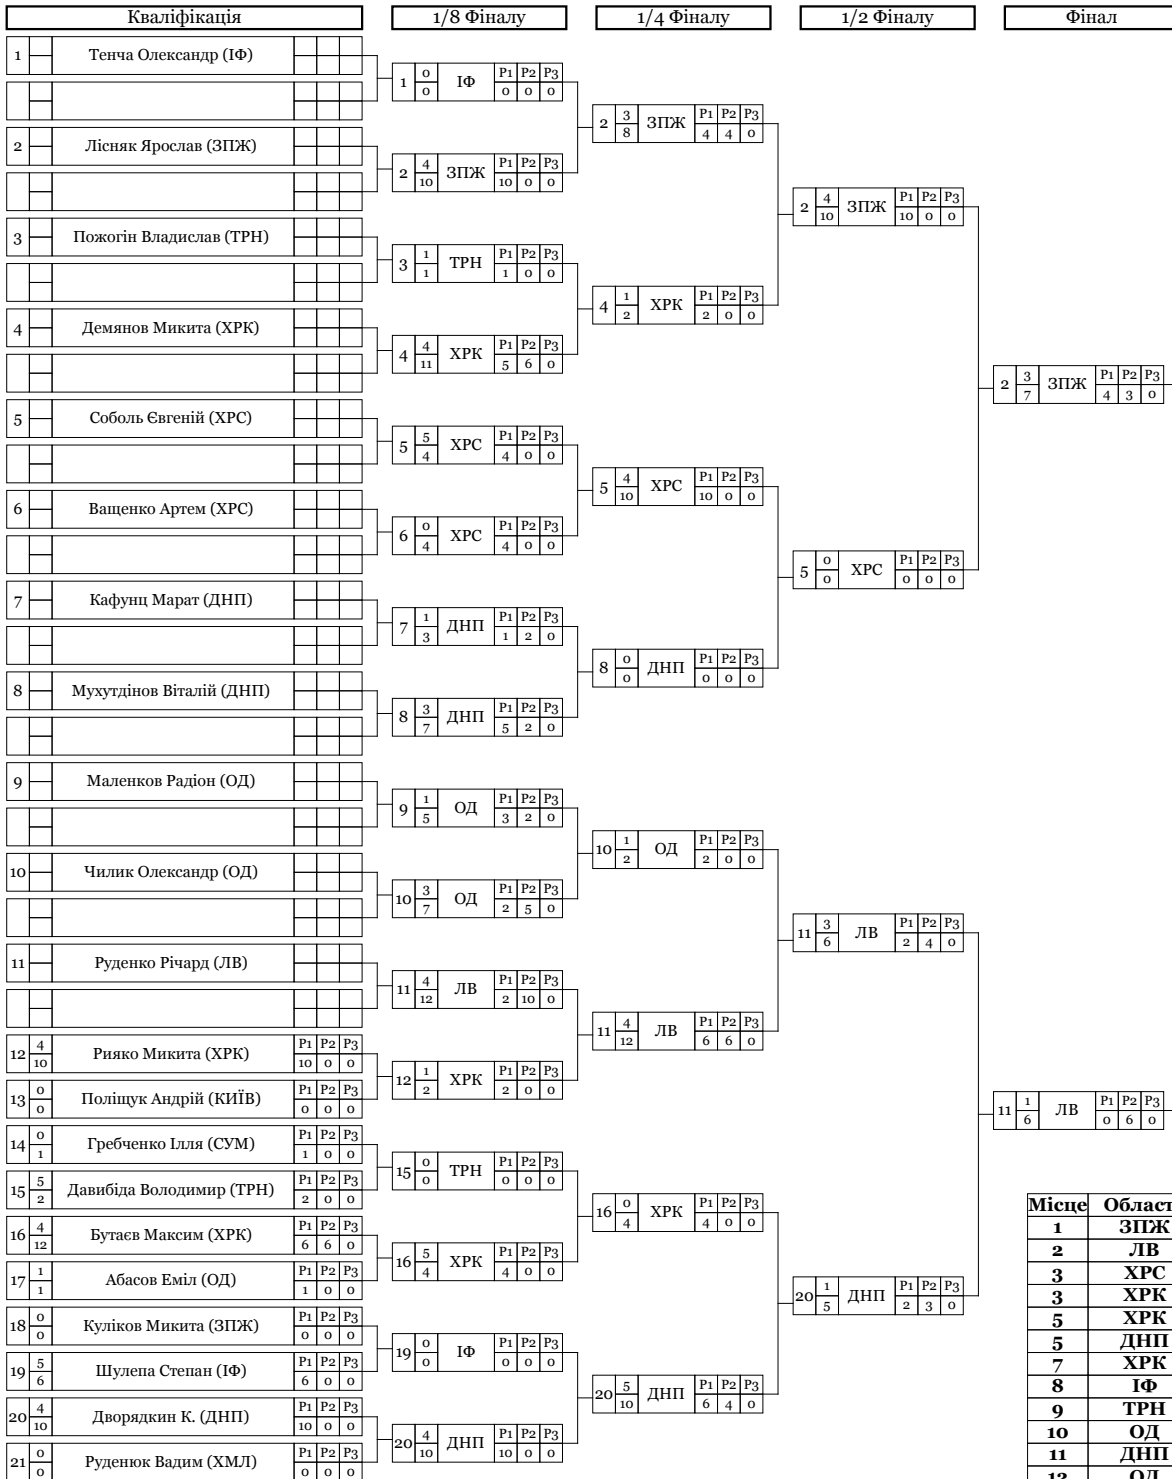 Кваліфікація
1/8 Фіналу
1/4 Фіналу
1/2 Фіналу
Фінал
1 Тенча Олександр (ІФ)
2 Лісняк Ярослав (ЗПЖ)
3 Пожогін Владислав (ТРН)
4 Демянов Микита (ХРК)
5 Соболь Євгеній (ХРС)
6 Ващенко Артем (ХРС)
7 Кафунц Марат (ДНП)
8 Мухутдінов Віталій (ДНП)
9 Маленков Радіон (ОД)
10 Чилик Олександр (ОД)
11 Руденко Річард (ЛВ)
12 4 10 Рияко Микита (ХРК) P1 P2 P3 10 0 0
13 0 0 Поліщук Андрій (КИЇВ) P1 P2 P3 0 0 0
14 0 1 Гребченко Ілля (СУМ) P1 P2 P3 1 0 0
15 5 2 Давибіда Володимир (ТРН) P1 P2 P3 2 0 0
16 4 12 Бутаєв Максим (ХРК) P1 P2 P3 6 6 0
17 1 1 Абасов Еміл (ОД) P1 P2 P3 1 0 0
18 0 0 Куліков Микита (ЗПЖ) P1 P2 P3 0 0 0
19 5 6 Шулепа Степан (ІФ) P1 P2 P3 6 0 0
20 4 10 Дворядкин К. (ДНП) P1 P2 P3 10 0 0
21 0 0 Руденюк Вадим (ХМЛ) P1 P2 P3 0 0 0
1 0 0 ІФ P1 P2 P3 0 0 0
2 4 10 ЗПЖ P1 P2 P3 10 0 0
3 1 1 ТРН P1 P2 P3 1 0 0
4 4 11 ХРК P1 P2 P3 5 6 0
5 5 4 ХРС P1 P2 P3 4 0 0
6 0 4 ХРС P1 P2 P3 4 0 0
7 1 3 ДНП P1 P2 P3 1 2 0
8 3 7 ДНП P1 P2 P3 5 2 0
9 1 5 ОД P1 P2 P3 3 2 0
10 3 7 ОД P1 P2 P3 2 5 0
11 4 12 ЛВ P1 P2 P3 2 10 0
12 1 2 ХРК P1 P2 P3 2 0 0
15 0 0 ТРН P1 P2 P3 0 0 0
16 5 4 ХРК P1 P2 P3 4 0 0
19 0 0 ІФ P1 P2 P3 0 0 0
20 4 10 ДНП P1 P2 P3 10 0 0
2 3 8 ЗПЖ P1 P2 P3 4 4 0
4 1 2 ХРК P1 P2 P3 2 0 0
5 4 10 ХРС P1 P2 P3 10 0 0
8 0 0 ДНП P1 P2 P3 0 0 0
10 1 2 ОД P1 P2 P3 2 0 0
11 4 12 ЛВ P1 P2 P3 6 6 0
16 0 4 ХРК P1 P2 P3 4 0 0
20 5 10 ДНП P1 P2 P3 6 4 0
2 4 10 ЗПЖ P1 P2 P3 10 0 0
5 0 0 ХРС P1 P2 P3 0 0 0
11 3 6 ЛВ P1 P2 P3 2 4 0
20 1 5 ДНП P1 P2 P3 2 3 0
2 3 7 ЗПЖ P1 P2 P3 4 3 0
11 1 6 ЛВ P1 P2 P3 0 6 0
Місце Област
1 ЗПЖ
2 ЛВ
3 ХРС
3 ХРК
5 ХРК
5 ДНП
7 ХРК
8 ІФ
9 ТРН
10 ОД
11 ДНП
12 ОД